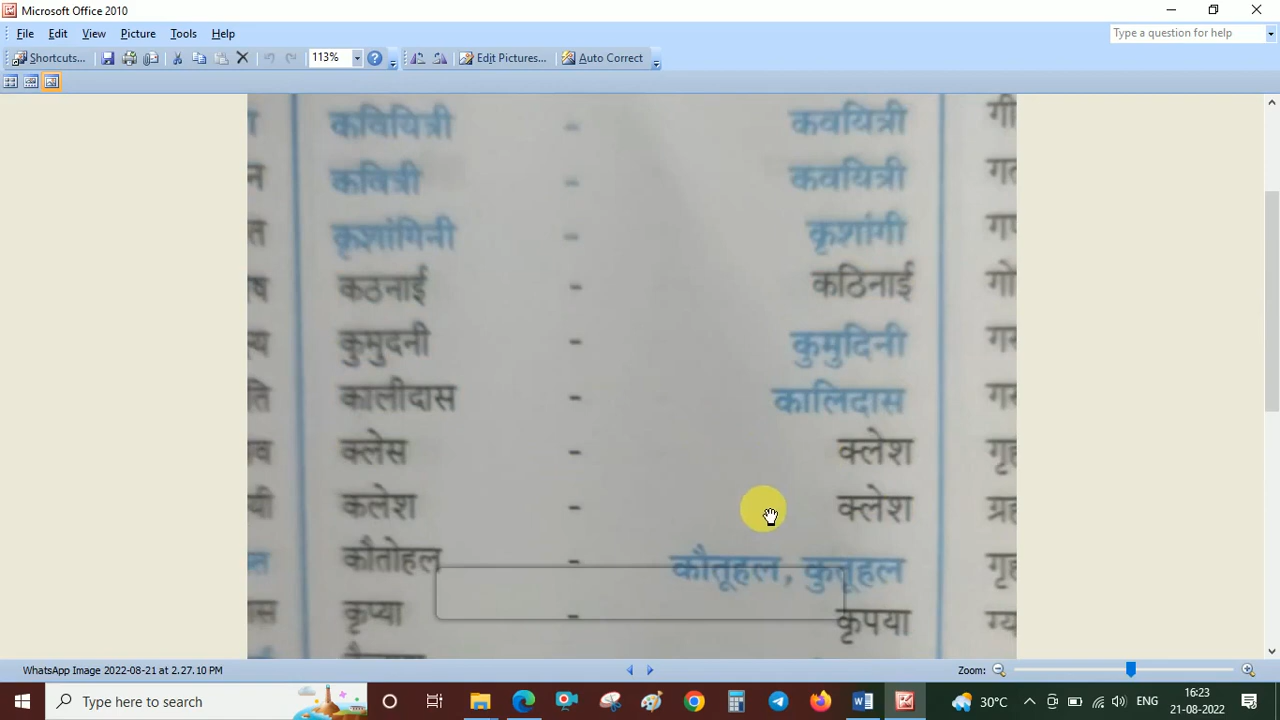 Microsoft Office 2010
File Edit View Picture Tools Help
Type a question for help
Shortcuts... 113% Edit Pictures... Auto Correct
कवियित्री - कवयित्री
कवित्री - कवयित्री
कृशांगिनी - कृशांगी
कठनाई - कठिनाई
कुमुदनी - कुमुदिनी
कालीदास - कालिदास
क्लेस - क्लेश
कलेश - क्लेश
कौतोहल - कौतूहल, कुतूहल
कृप्या - कृपया
WhatsApp Image 2022-08-21 at 2.27.10 PM
Zoom:
Type here to search
30°C
ENG
16:23
21-08-2022